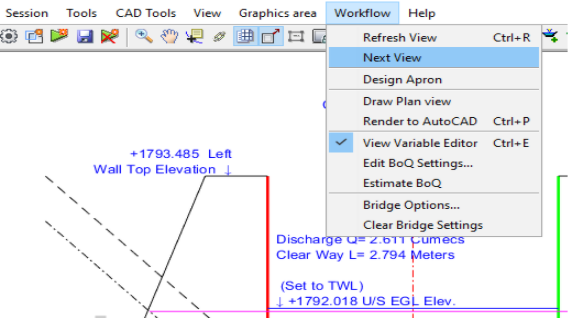 Session Tools CAD Tools View Graphics area Workflow Help
Refresh View Ctrl+R
Next View
Design Apron
Draw Plan view
Render to AutoCAD Ctrl+P
View Variable Editor Ctrl+E
Edit BoQ Settings...
Estimate BoQ
Bridge Options...
Clear Bridge Settings
+1793.485 Left
Wall Top Elevation ↓
Discharge Q= 2.611 Cumecs
Clear Way L= 2.794 Meters
(Set to TWL)
↓ +1792.018 U/S EGL Elev.